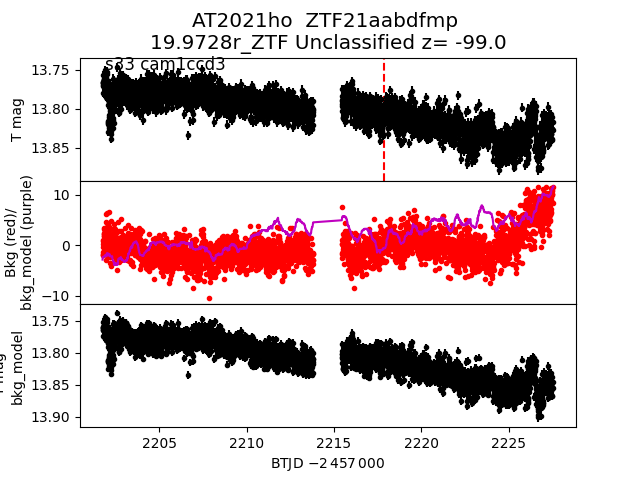 AT2021ho  ZTF21aabdfmp
19.9728r_ZTF Unclassified z= -99.0
s33 cam1ccd3
13.75
13.80
13.85
T mag
10
0
−10
Bkg (red)/
bkg_model (purple)
13.75
13.80
13.85
13.90
bkg_model
2205
2210
2215
2220
2225
BTJD −2 457 000